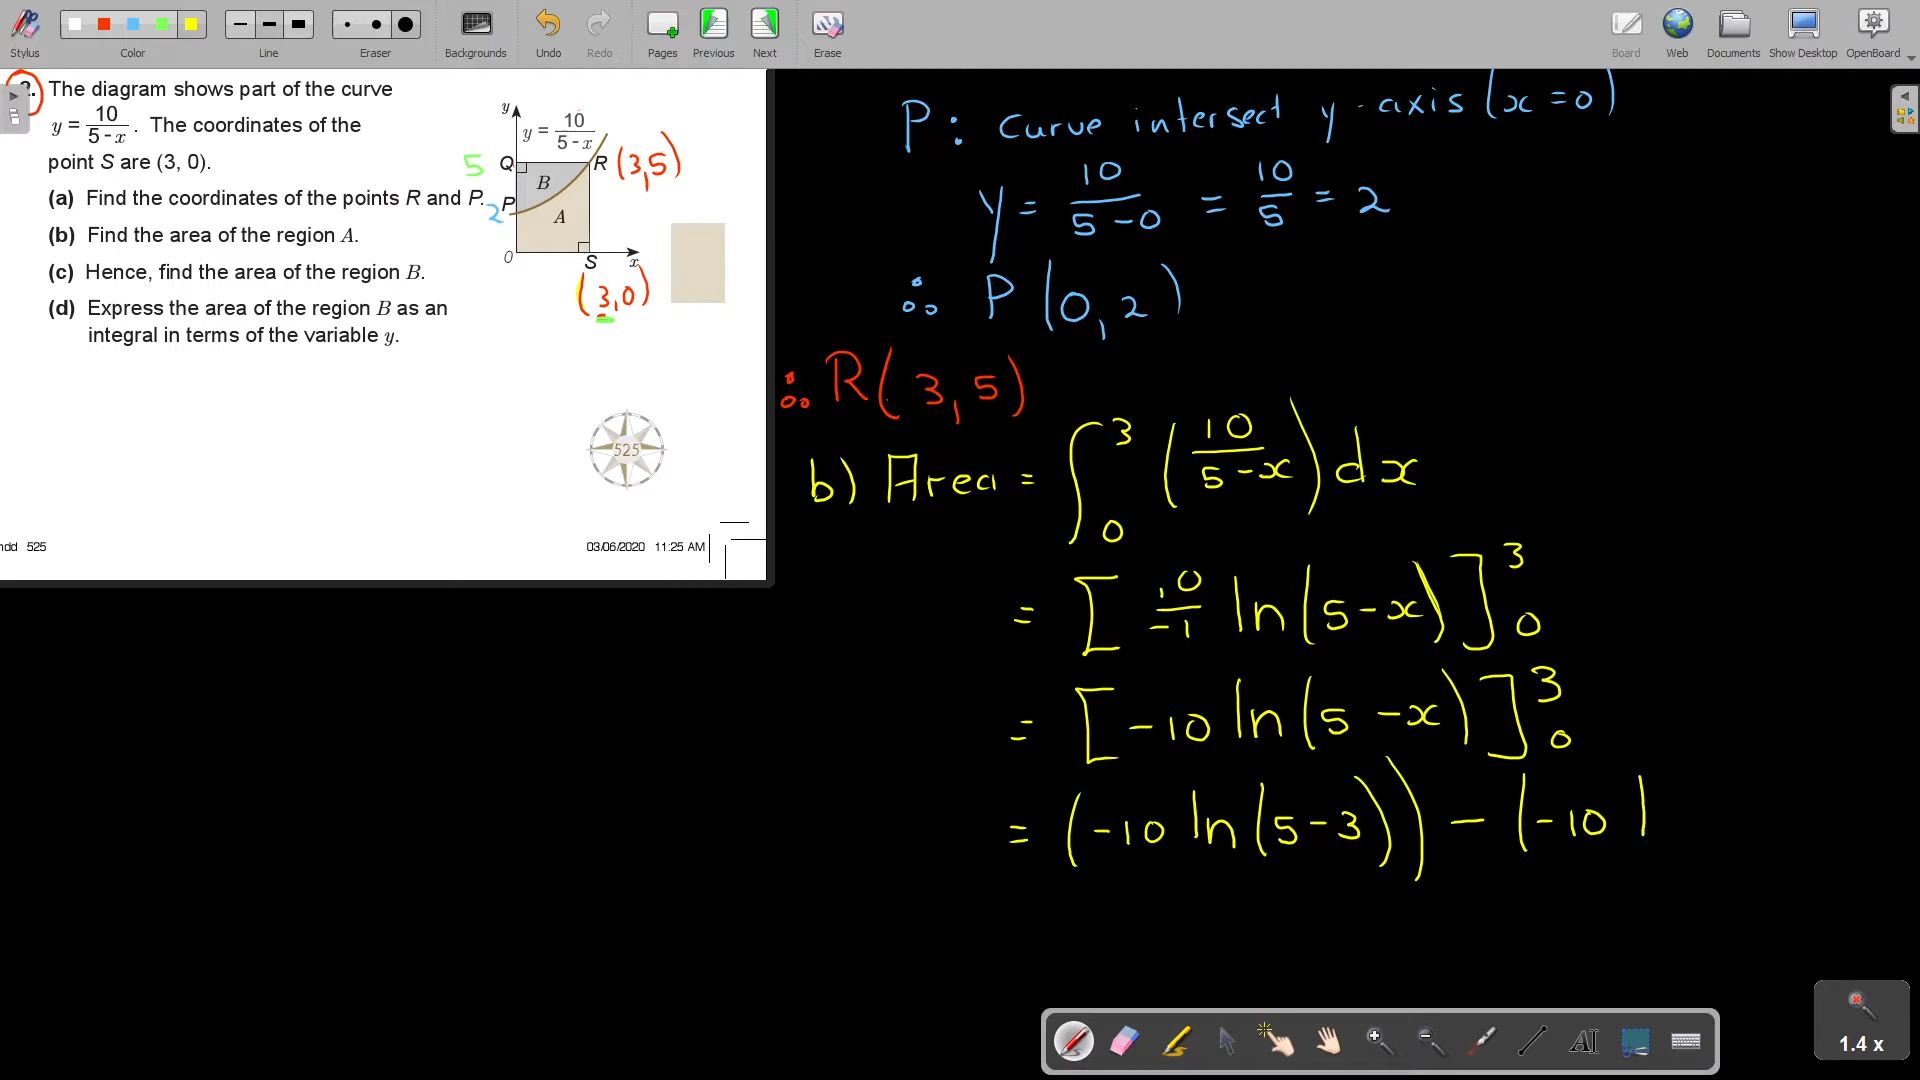 Stylus
Color
Line
Eraser
Backgrounds
Undo
Redo
Pages
Previous
Next
Erase
Board
Web
Documents
Show Desktop
OpenBoard
2. The diagram shows part of the curve
y = 10/(5 - x). The coordinates of the
point S are (3, 0).
(a) Find the coordinates of the points R and P.
(b) Find the area of the region A.
(c) Hence, find the area of the region B.
(d) Express the area of the region B as an
integral in terms of the variable y.
y
y = 10/(5 - x)
5 Q R (3,5)
B
2 P
A
O S x
(3,0)
525
ndd 525
03/06/2020 11:25 AM
P: Curve intersect y-axis (x=0)
y = 10/(5-0) = 10/5 = 2
∴ P(0,2)
∴ R(3,5)
b) Area = ∫₀³ (10/(5-x)) dx
= [10/-1 ln(5-x)]₀³
= [-10 ln(5-x)]₀³
= (-10 ln(5-3)) - (-10 l
1.4 x